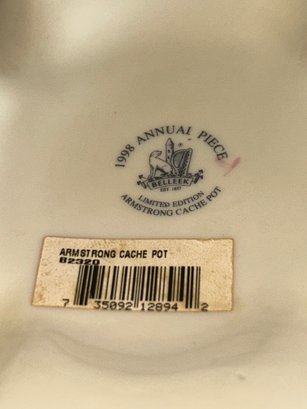 1998 ANNUAL PIECE
BELLEEK
EST. 1857
LIMITED EDITION
ARMSTRONG CACHE POT
ARMSTRONG CACHE POT
B2320
7 35092 12894 2